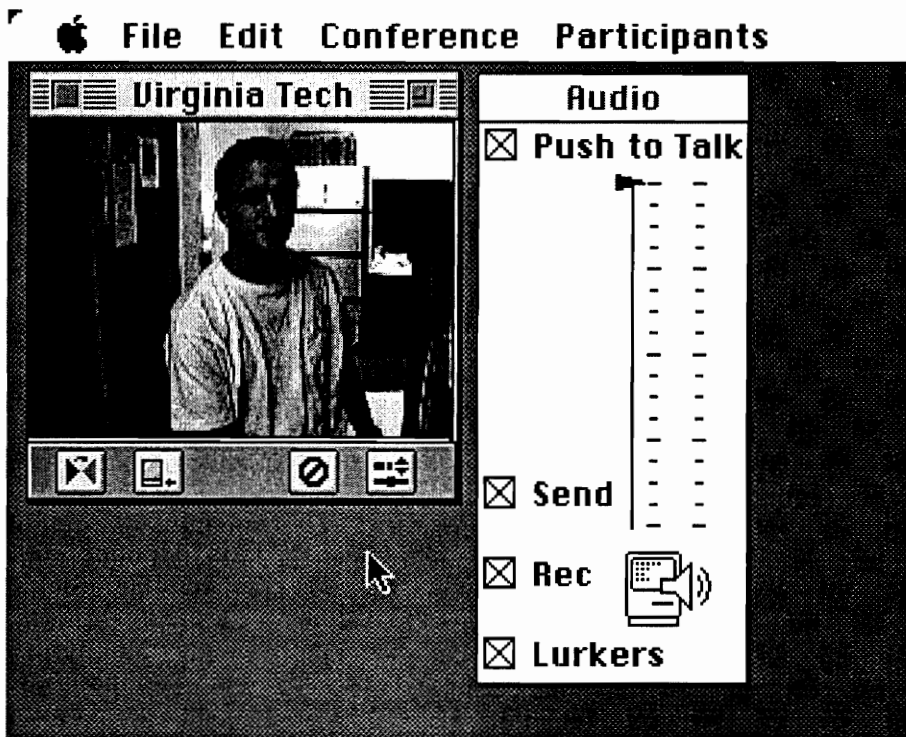 File Edit Conference Participants
Virginia Tech
Audio
Push to Talk
Send
Rec
Lurkers